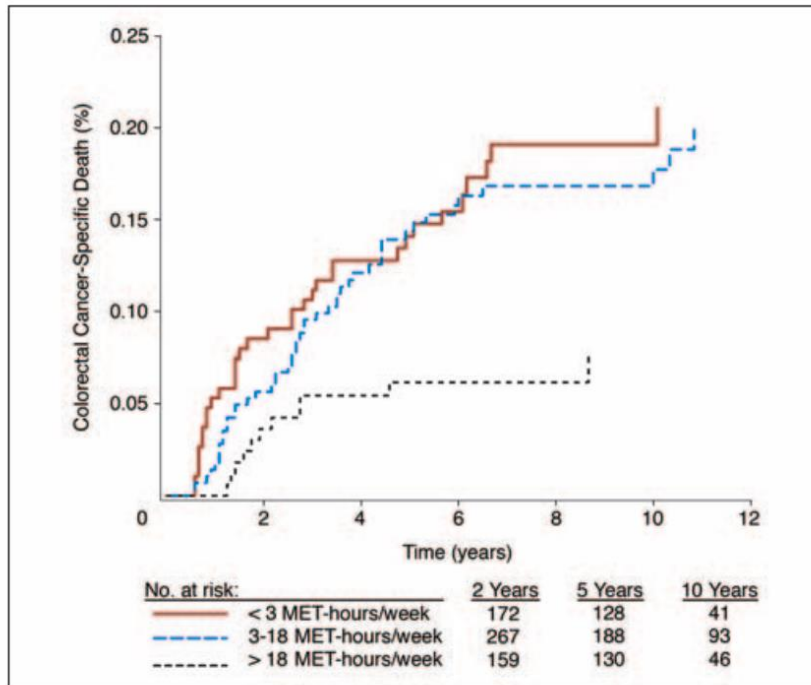 0.25
0.20
0.15
0.10
0.05
Colorectal Cancer-Specific Death (%)
0 2 4 6 8 10 12
Time (years)
No. at risk: 2 Years 5 Years 10 Years
< 3 MET-hours/week 172 128 41
3-18 MET-hours/week 267 188 93
> 18 MET-hours/week 159 130 46